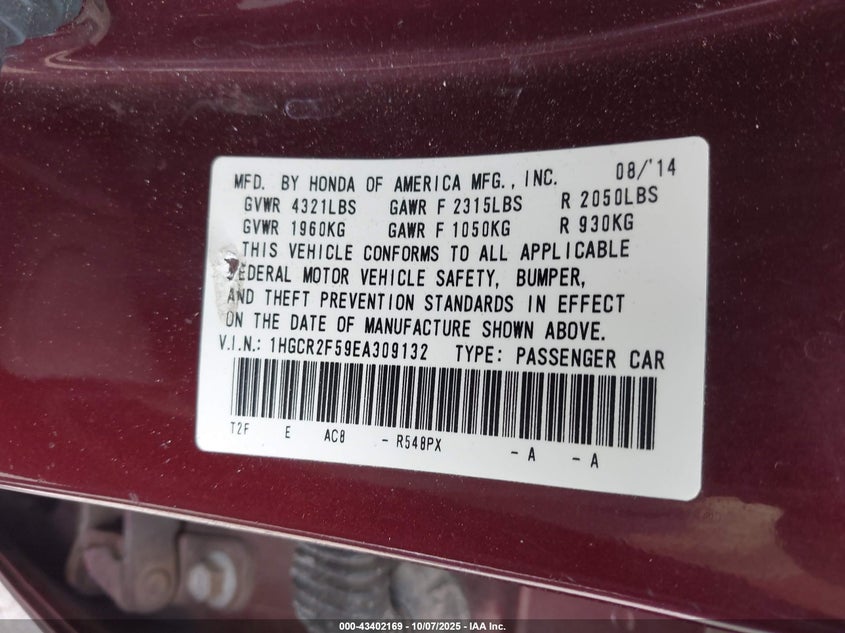 MFD. BY HONDA OF AMERICA MFG., INC. 08/'14
GVWR 4321LBS GAWR F 2315LBS R 2050LBS
GVWR 1960KG GAWR F 1050KG R 930KG
THIS VEHICLE CONFORMS TO ALL APPLICABLE
FEDERAL MOTOR VEHICLE SAFETY, BUMPER,
AND THEFT PREVENTION STANDARDS IN EFFECT
ON THE DATE OF MANUFACTURE SHOWN ABOVE.
V.I.N.: 1HGCR2F59EA309132 TYPE: PASSENGER CAR
T2F E AC8 - R548PX - A - A
000-43402169 - 10/07/2025 - IAA Inc.